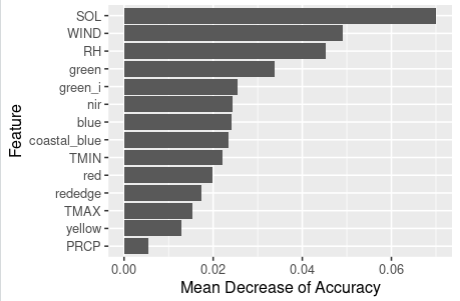 SOL
WIND
RH
green
green_i
nir
blue
coastal_blue
TMIN
red
rededge
TMAX
yellow
PRCP
Feature
0.00 0.02 0.04 0.06
Mean Decrease of Accuracy